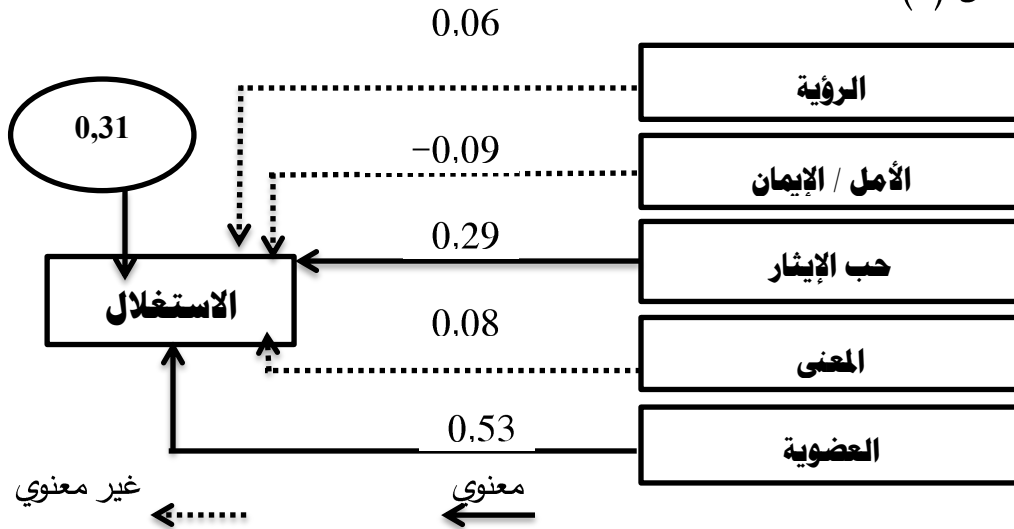 0,06
الرؤية
0,31
-0,09
الأمل / الإيمان
0,29
حب الإيثار
الاستغلال
0,08
المعنى
0,53
العضوية
معنوي
غير معنوي